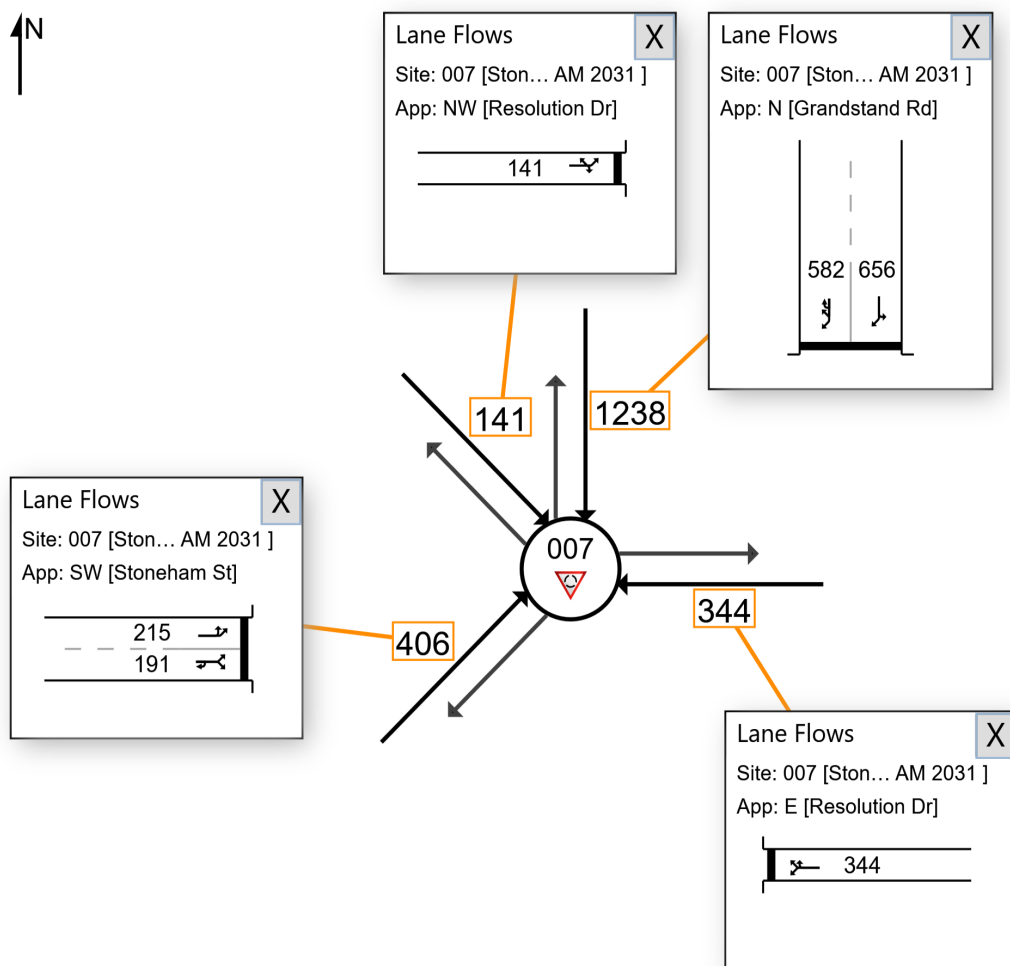 N
Lane Flows
X
Site: 007 [Ston... AM 2031 ]
App: NW [Resolution Dr]
141
Lane Flows
X
Site: 007 [Ston... AM 2031 ]
App: N [Grandstand Rd]
582 656
141
1238
Lane Flows
X
Site: 007 [Ston... AM 2031 ]
App: SW [Stoneham St]
215
191
007
406
344
Lane Flows
X
Site: 007 [Ston... AM 2031 ]
App: E [Resolution Dr]
344